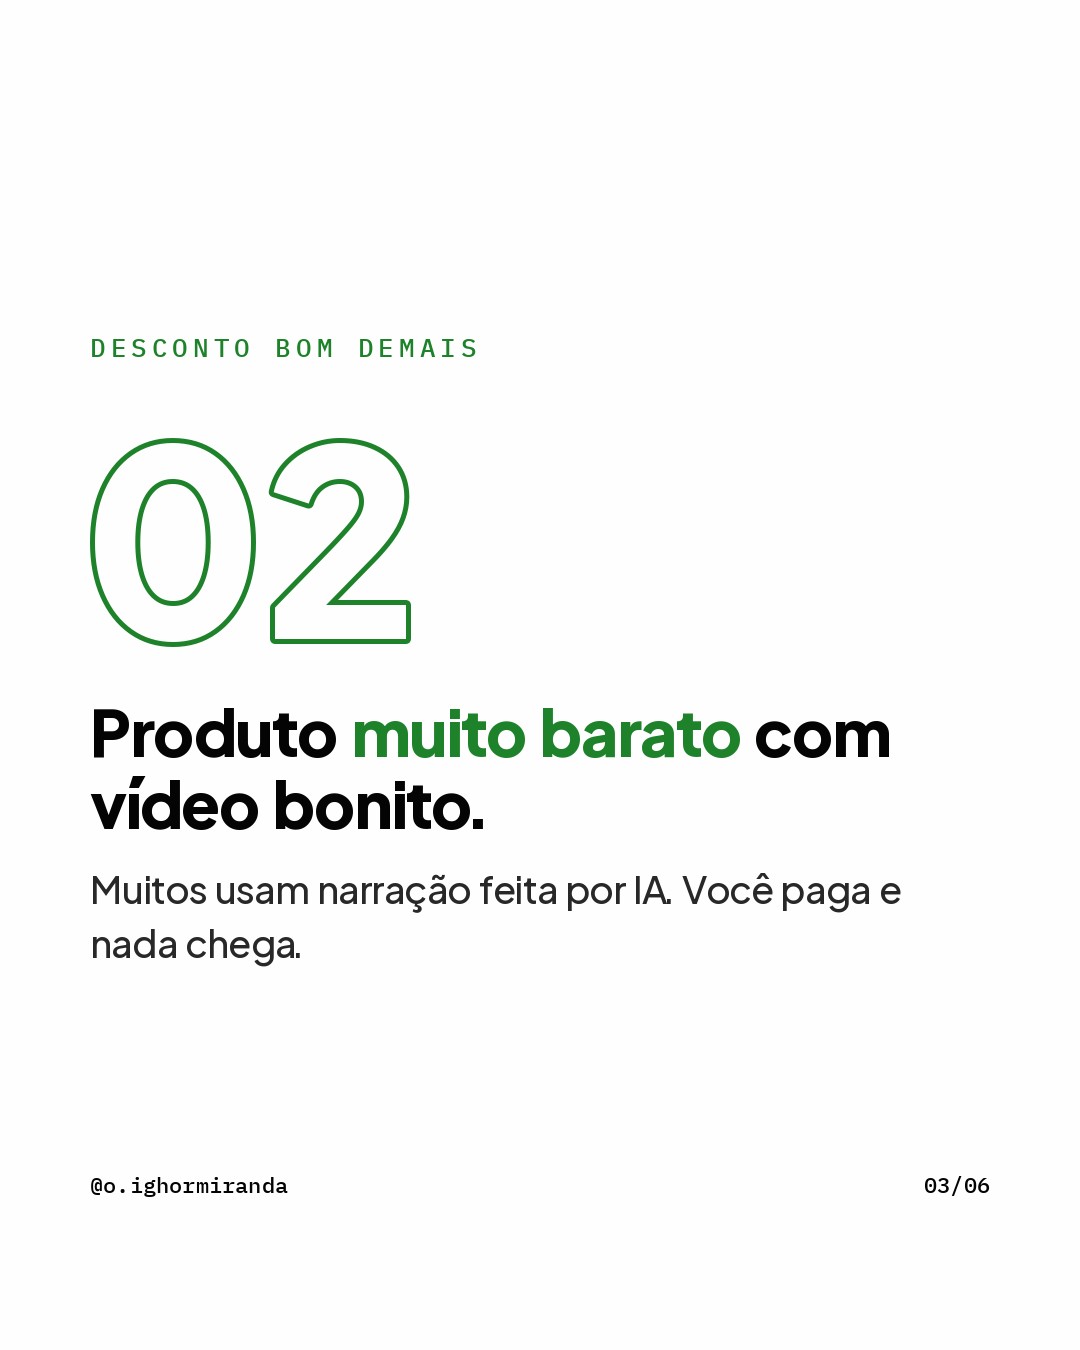 DESCONTO BOM DEMAIS
02
Produto muito barato com
vídeo bonito.
Muitos usam narração feita por IA. Você paga e
nada chega.
@o.ighormiranda
03/06